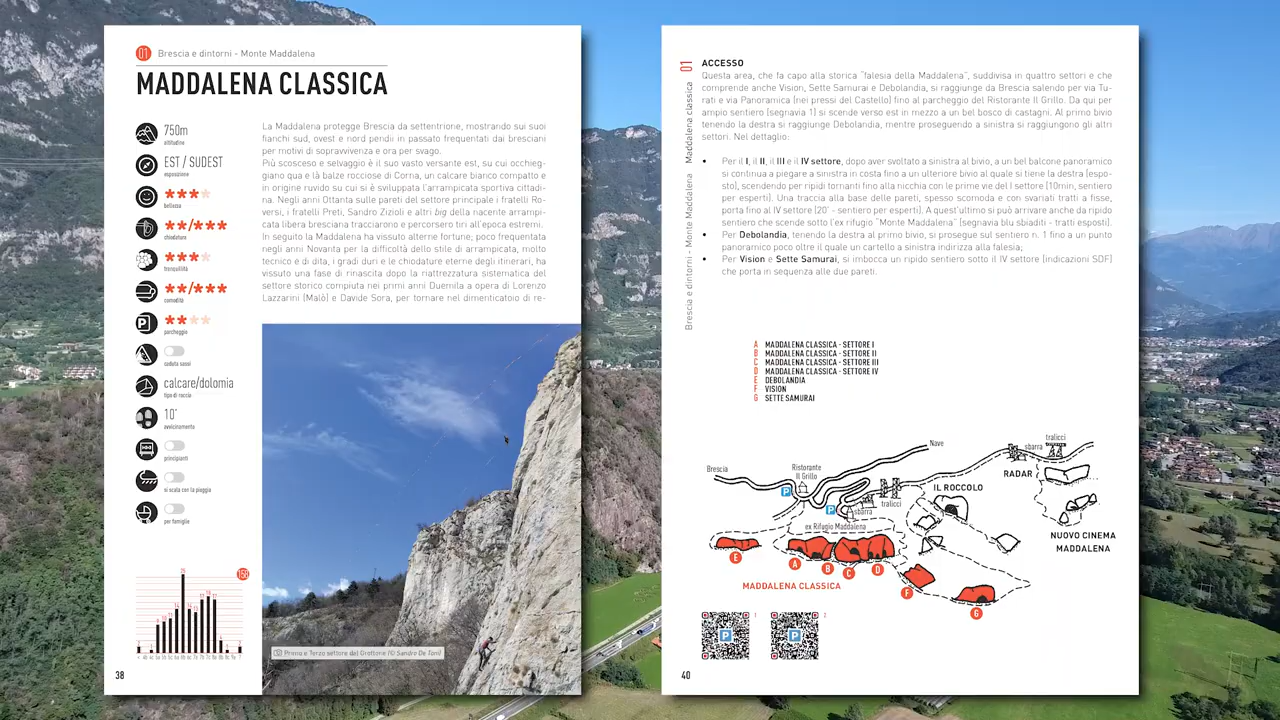 01 Brescia e dintorni - Monte Maddalena
MADDALENA CLASSICA
750m
altitudine
EST / SUDEST
esposizione
bellezza
**/***
chiodature
tranquillità
**/***
comodità
parcheggio
caduta sassi
calcare/dolomia
tipo di roccia
10'
avvicinamento
principianti
si scala con la pioggia
per famiglie
La Maddalena protegge Brescia da settentrione, mostrando sui suoi
fianchi sud, ovest e nord pendii in passato frequentati dai bresciani
per motivi di sopravvivenza e ora per svago.
Più scosceso e selvaggio è il suo vasto versante est, su cui occhieg-
giano qua e là balze rocciose di Corna, un calcare bianco compatto e
in origine ruvido su cui si è sviluppata l'arrampicata sportiva cittadi-
na. Negli anni Ottanta sulle pareti del settore principale i fratelli Ro-
versi, i fratelli Preti, Sandro Zizioli e altri big della nascente arrampi-
cata libera bresciana tracciarono e percorsero tiri all'epoca estremi.
In seguito la Maddalena ha vissuto alterne fortune; poco frequentata
negli anni Novanta per la difficoltà dello stile di arrampicata, molto
tecnico e di dita, i gradi duri e le chiodature eterne degli itinerari, ha
vissuto una fase di rinascita dopo la riattrezzatura sistematica del
settore storico compiuta nei primi anni Duemila a opera di Lorenzo
Lazzarini (Malò) e Davide Sora, per tornare nel dimenticatoio di re-
Primo e Terzo settore del Grottone (© Sandro De Toni)
38
01
Brescia e dintorni - Monte Maddalena Maddalena classica
ACCESSO
Questa area, che fa capo alla storica "falesia della Maddalena", suddivisa in quattro settori e che
comprende anche Vision, Sette Samurai e Debolandia, si raggiunge da Brescia salendo per via Tu-
rati e via Panoramica (nei pressi del Castello) fino al parcheggio del Ristorante Il Grillo. Da qui per
ampio sentiero (segnavia 1) si scende verso est in mezzo a un bel bosco di castagni. Al primo bivio
tenendo la destra si raggiunge Debolandia, mentre proseguendo a sinistra si raggiungono gli altri
settori. Nel dettaglio:
• Per il I, il II, il III e il IV settore, dopo aver svoltato a sinistra al bivio, a un bel balcone panoramico
si continua a piegare a sinistra in costa fino a un ulteriore bivio al quale si tiene la destra (espo-
sto), scendendo per ripidi tornanti fino alla rocchia con le prime vie del I settore (10min, sentiero
per esperti). Una traccia alla base delle pareti, spesso scomoda e con svariati tratti a fisse,
porta fino al IV settore (20' - sentiero per esperti). A quest'ultimo si può arrivare anche da ripido
sentiero che scende sotto l'ex rifugio "Monte Maddalena" (segnavia blu sbiaditi - tratti esposti).
• Per Debolandia, tenendo la destra al primo bivio, si prosegue sul sentiero n. 1 fino a un punto
panoramico poco oltre il quale un cartello a sinistra indirizza alla falesia;
• Per Vision e Sette Samurai, si imbocca un ripido sentiero sotto il IV settore (indicazioni SDF)
che porta in sequenza alle due pareti.
A MADDALENA CLASSICA - SETTORE I
B MADDALENA CLASSICA - SETTORE II
C MADDALENA CLASSICA - SETTORE III
D MADDALENA CLASSICA - SETTORE IV
E DEBOLANDIA
F VISION
G SETTE SAMURAI
Brescia
Nave
Ristorante
Il Grillo
P
P
sbarra
tralicci
ex Rifugio Maddalena
sbarra
tralicci
RADAR
IL ROCCOLO
NUOVO CINEMA
MADDALENA
E
A
B
C
D
F
G
MADDALENA CLASSICA
P
P
40